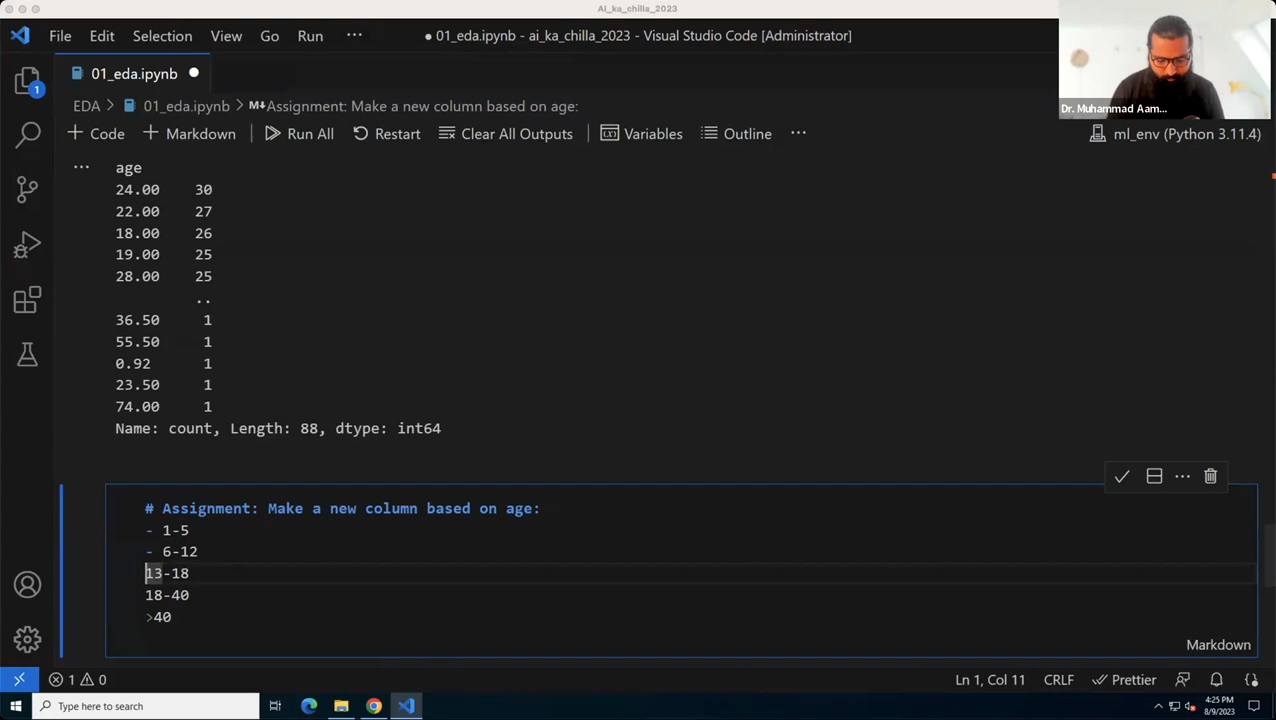 Ai_ka_chilla_2023
File Edit Selection View Go Run ··· ● 01_eda.ipynb - ai_ka_chilla_2023 - Visual Studio Code [Administrator]
1
01_eda.ipynb ●
EDA > 01_eda.ipynb > M↓Assignment: Make a new column based on age:
Dr. Muhammad Aam...
+ Code + Markdown | Run All Restart Clear All Outputs | (x) Variables Outline ···
ml_env (Python 3.11.4)
··· age
24.00 30
22.00 27
18.00 26
19.00 25
28.00 25
..
36.50 1
55.50 1
0.92 1
23.50 1
74.00 1
Name: count, Length: 88, dtype: int64
# Assignment: Make a new column based on age:
- 1-5
- 6-12
13-18
18-40
>40
Markdown
1 0 Ln 1, Col 11 CRLF Prettier
Type here to search
4:25 PM
8/9/2023